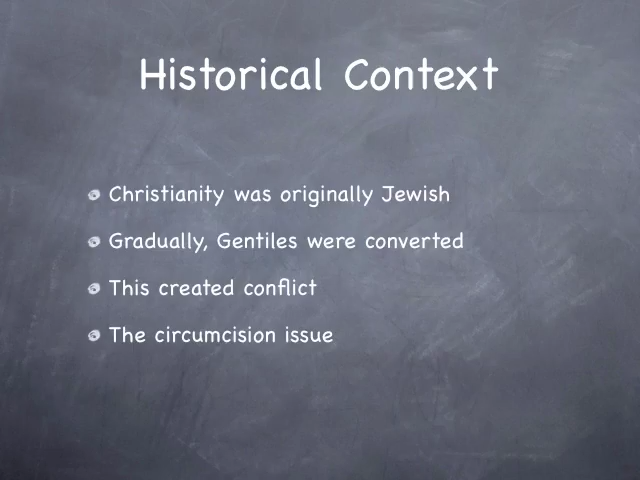 Historical Context
Christianity was originally Jewish
Gradually, Gentiles were converted
This created conflict
The circumcision issue